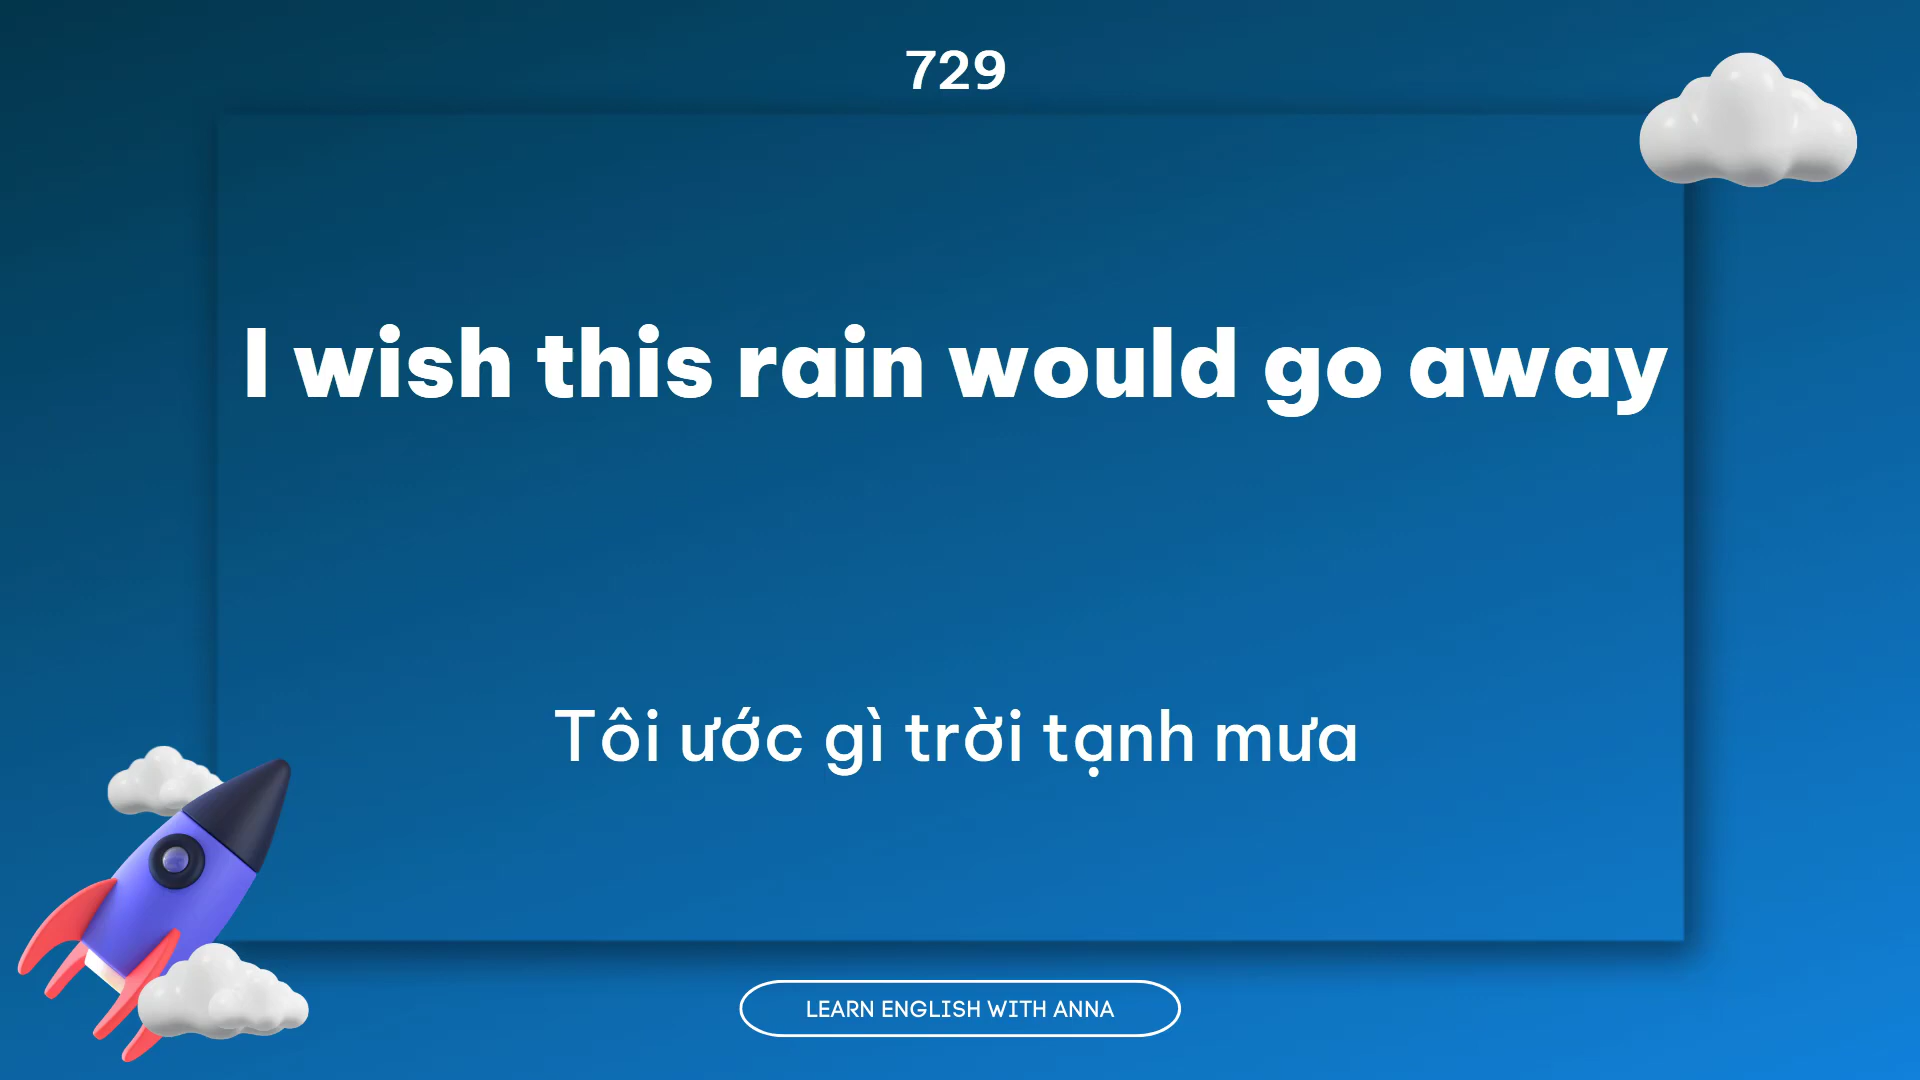 729
I wish this rain would go away
Tôi ước gì trời tạnh mưa
LEARN ENGLISH WITH ANNA